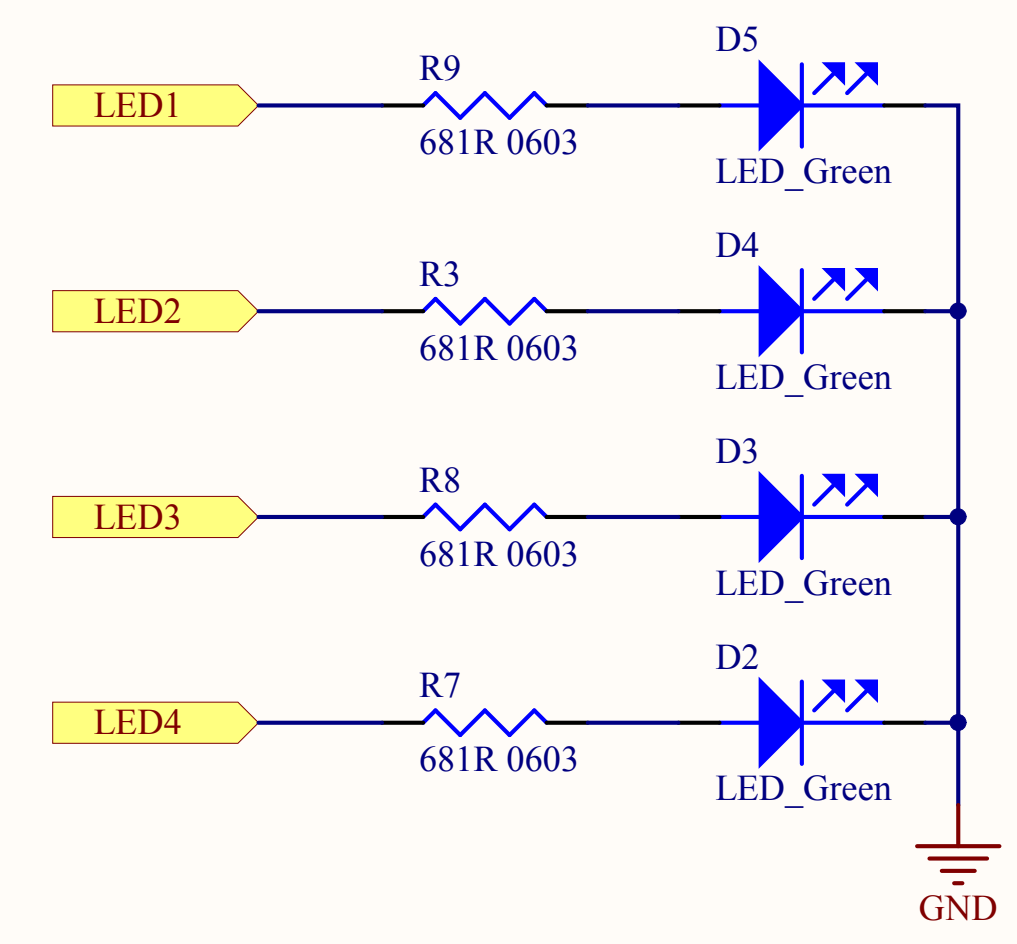 D5
R9
LED1
681R 0603
LED_Green
D4
R3
LED2
681R 0603
LED_Green
D3
R8
LED3
681R 0603
LED_Green
D2
R7
LED4
681R 0603
LED_Green
GND